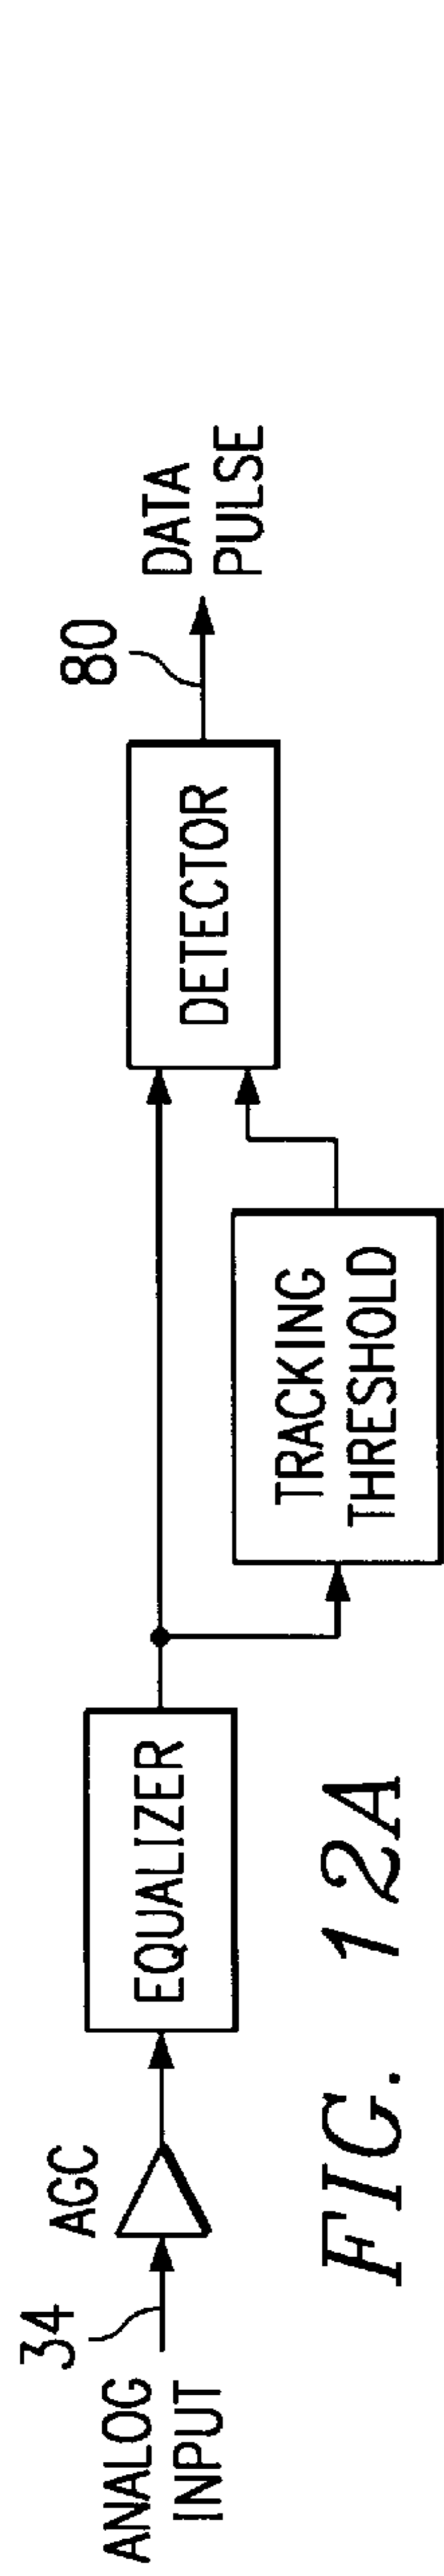 ANALOG
INPUT
34
AGC
EQUALIZER
TRACKING
THRESHOLD
DETECTOR
80
DATA
PULSE
FIG. 12A